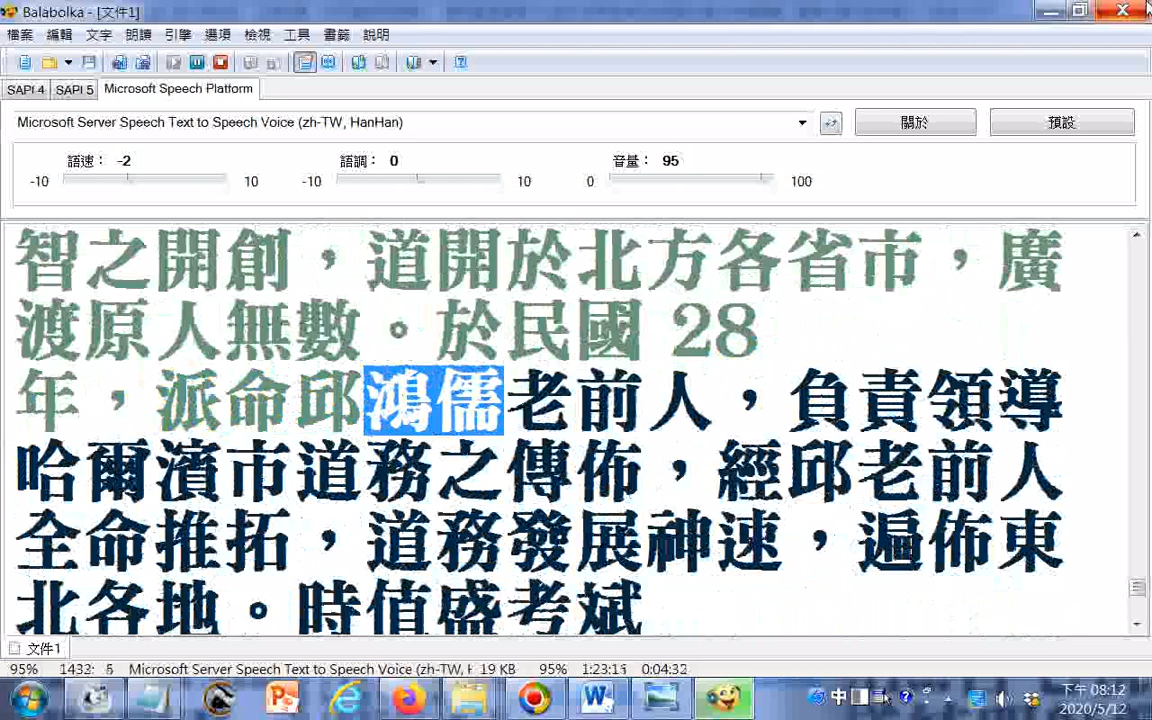 Balabolka - [文件1]
檔案 編輯 文字 朗讀 引擎 選項 檢視 工具 書籤 說明
SAPI 4 SAPI 5 Microsoft Speech Platform
Microsoft Server Speech Text to Speech Voice (zh-TW, HanHan) 關於 預設
語速： -2 語調： 0 音量： 95
-10 10 -10 10 0 100
智之開創，道開於北方各省市，廣
渡原人無數。於民國 28
年，派命邱鴻儒老前人，負責領導
哈爾濱市道務之傳佈，經邱老前人
全命推拓，道務發展神速，遍佈東
北各地。時值盛考斌
文件1
95% 1432: 5 Microsoft Server Speech Text to Speech Voice (zh-TW, H 19 KB 95% 1:23:15 0:04:32
中 下午 08:12
2020/5/12